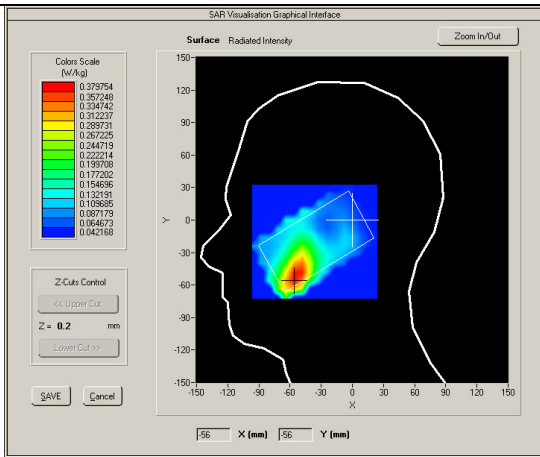 SAR Visualisation Graphical Interface
Surface Radiated Intensity
Zoom In/Out
Colors Scale
(W/kg)
0.379754
0.357248
0.334742
0.312237
0.289731
0.267225
0.244719
0.222214
0.199708
0.177202
0.154696
0.132191
0.109685
0.087179
0.064673
0.042168
Z-Cuts Control
<< Upper Cut
Z = 0.2 mm
Lower Cut >>
SAVE Cancel
150
120
90
60
30
0
-30
-60
-90
-120
-150
Y
-150 -120 -90 -60 -30 0 30 60 90 120 150
X
-56 X (mm) -56 Y (mm)